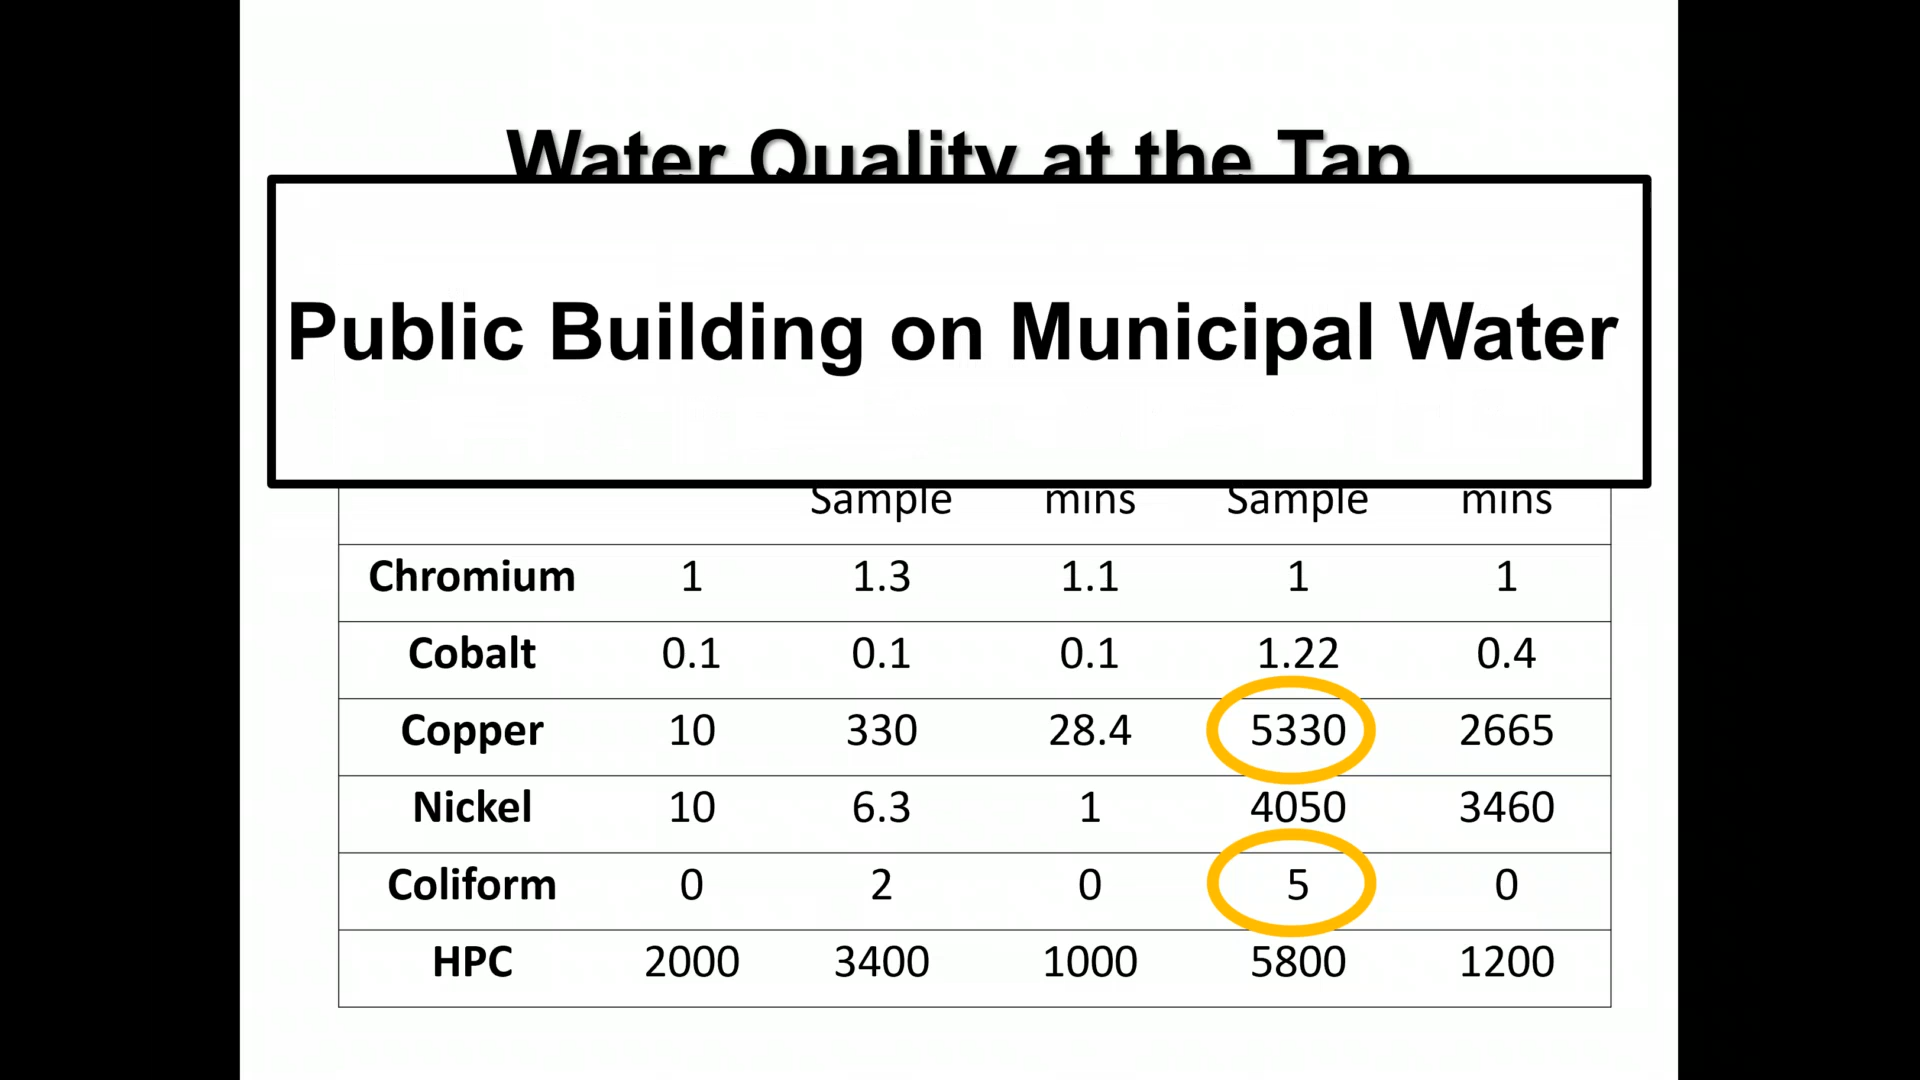 Water Quality at the Tap
Public Building on Municipal Water
Sample mins Sample mins
Chromium 1 1.3 1.1 1 1
Cobalt 0.1 0.1 0.1 1.22 0.4
Copper 10 330 28.4 5330 2665
Nickel 10 6.3 1 4050 3460
Coliform 0 2 0 5 0
HPC 2000 3400 1000 5800 1200